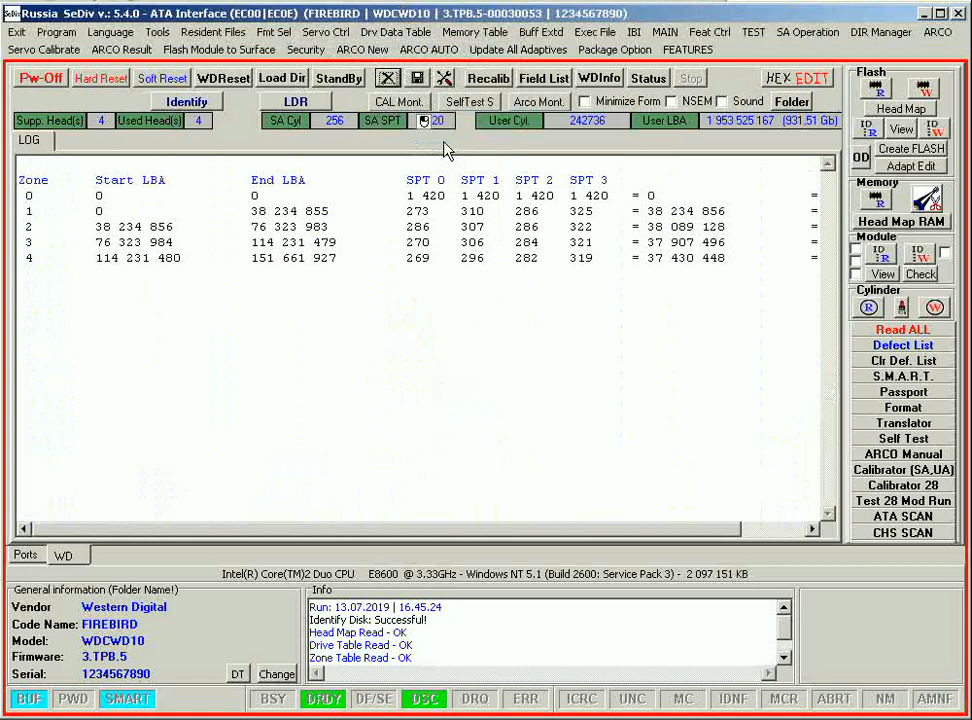 Russia SeDiv v.: 5.4.0 - ATA Interface (EC00|EC0E) (FIREBIRD | WDCWD10 | 3.TPB.5-00030053 | 1234567890)
Exit Program Language Tools Resident Files Fmt Sel Servo Ctrl Drv Data Table Memory Table Buff Extd Exec File IBI MAIN Feat Ctrl TEST SA Operation DIR Manager ARCO
Servo Calibrate ARCO Result Flash Module to Surface Security ARCO New ARCO AUTO Update All Adaptives Package Option FEATURES
Pw-Off Hard Reset Soft Reset WDReset Load Dir StandBy Recalib Field List WDInfo Status Stop HEX EDIT
Identify LDR CAL Mont. SelfTest S Arco Mont. Minimize Form NSEM Sound Folder
Supp. Head(s) 4 Used Head(s) 4 SA Cyl 256 SA SPT 20 User Cyl. 242736 User LBA 1 953 525 167 (931,51 Gb)
LOG
Zone Start LBA End LBA SPT 0 SPT 1 SPT 2 SPT 3
0 0 0 1 420 1 420 1 420 1 420 = 0 =
1 0 38 234 855 273 310 286 325 = 38 234 856 =
2 38 234 856 76 323 983 286 307 286 322 = 38 089 128 =
3 76 323 984 114 231 479 270 306 284 321 = 37 907 496 =
4 114 231 480 151 661 927 269 296 282 319 = 37 430 448 =
Flash
R W
Head Map
ID R View ID W
OD Create FLASH
Adapt Edit
Memory
R
Head Map RAM
Module
ID R ID W
View Check
Cylinder
R W
Read ALL
Defect List
Clr Def. List
S.M.A.R.T.
Passport
Format
Translator
Self Test
ARCO Manual
Calibrator (SA,UA)
Calibrator 28
Test 28 Mod Run
ATA SCAN
CHS SCAN
Ports WD
Intel(R) Core(TM)2 Duo CPU E8600 @ 3.33GHz - Windows NT 5.1 (Build 2600: Service Pack 3) - 2 097 151 KB
General information (Folder Name!)
Vendor Western Digital
Code Name: FIREBIRD
Model: WDCWD10
Firmware: 3.TPB.5
Serial: 1234567890 DT Change
Info
Run: 13.07.2019 | 16.45.24
Identify Disk: Successful!
Head Map Read - OK
Drive Table Read - OK
Zone Table Read - OK
BUF PWD SMART BSY DRDY DF/SE DSC DRQ ERR ICRC UNC MC IDNF MCR ABRT NM AMNF